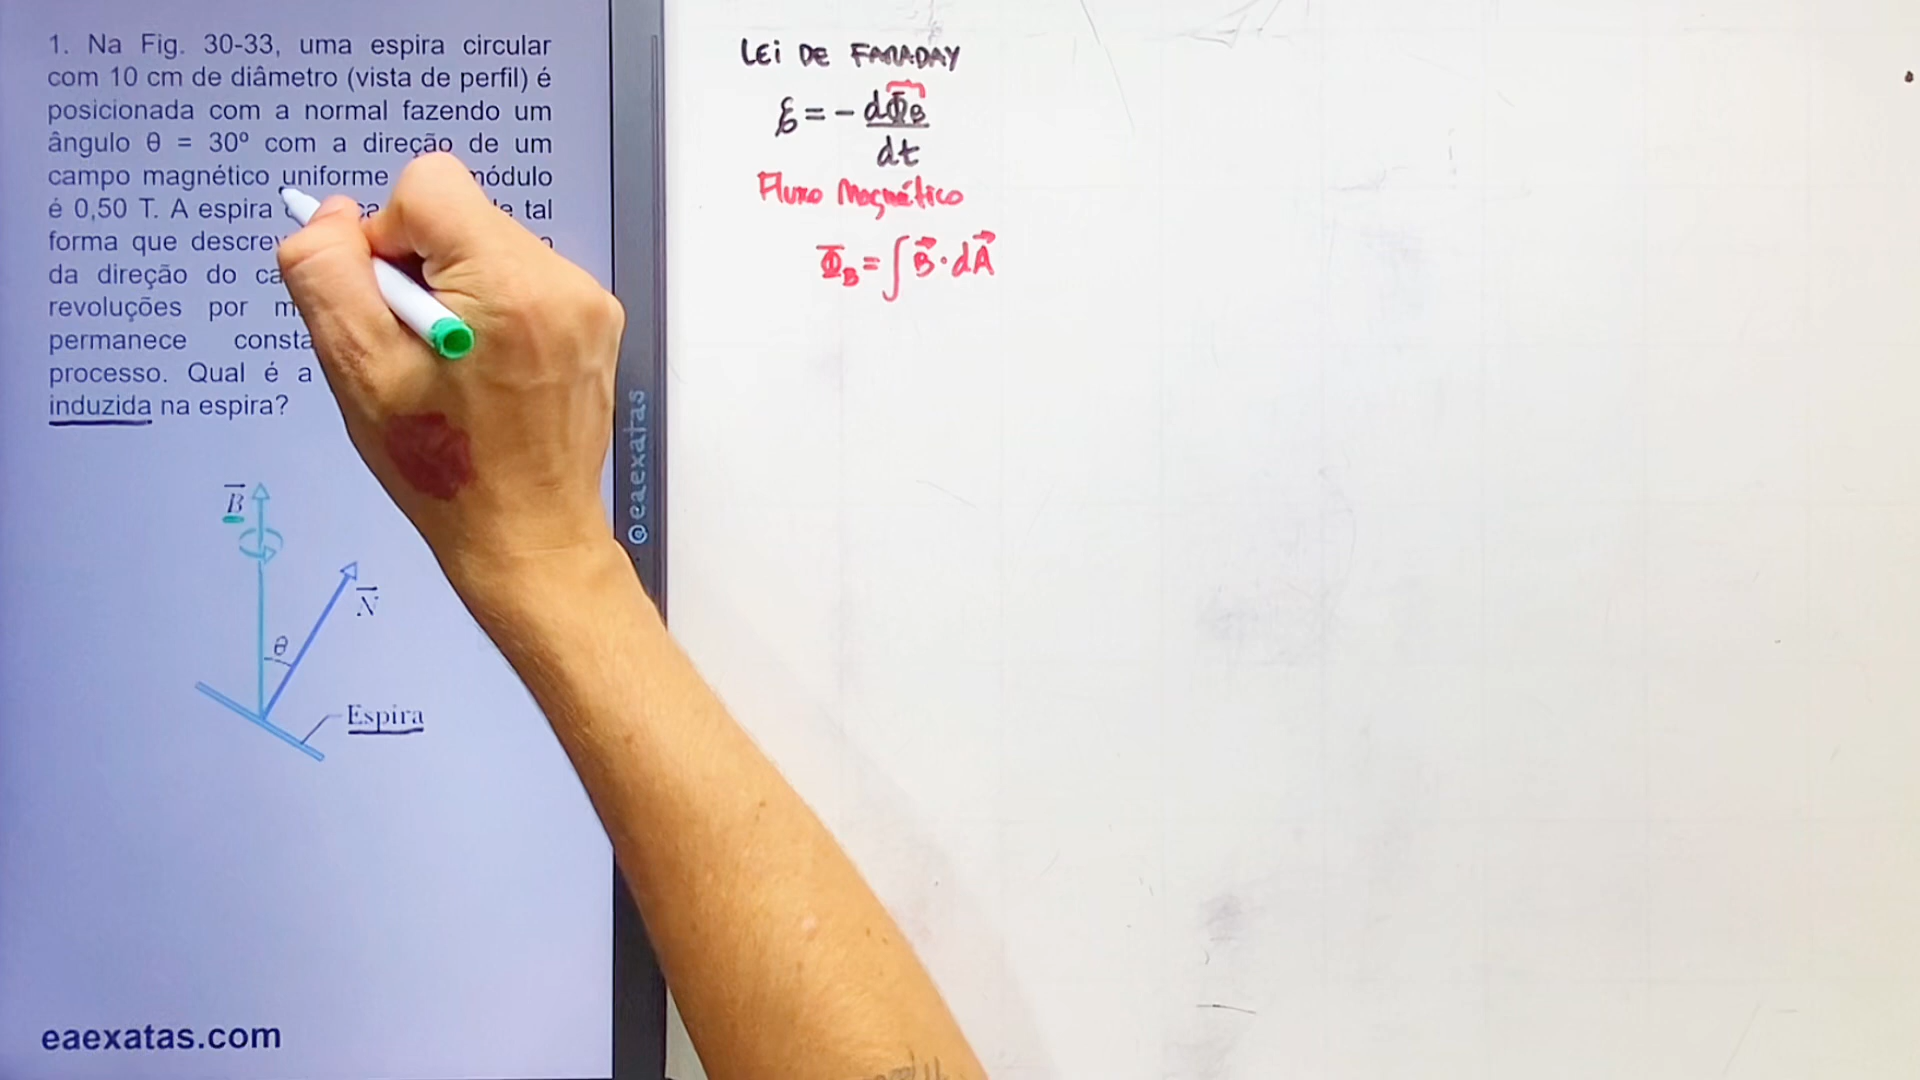 1. Na Fig. 30-33, uma espira circular
com 10 cm de diâmetro (vista de perfil) é
posicionada com a normal fazendo um
ângulo θ = 30º com a direção de um
campo magnético uniforme módulo
é 0,50 T. A espira tal
forma que
da direção do
revoluções por
permanece
processo. Qual é a
induzida na espira?
B
N
θ
Espira
eaexatas.com
@eaexatas
LEI DE FARADAY
ℰ = - dΦB
dt
Fluxo Magnético
ΦB = ∫ B · dA